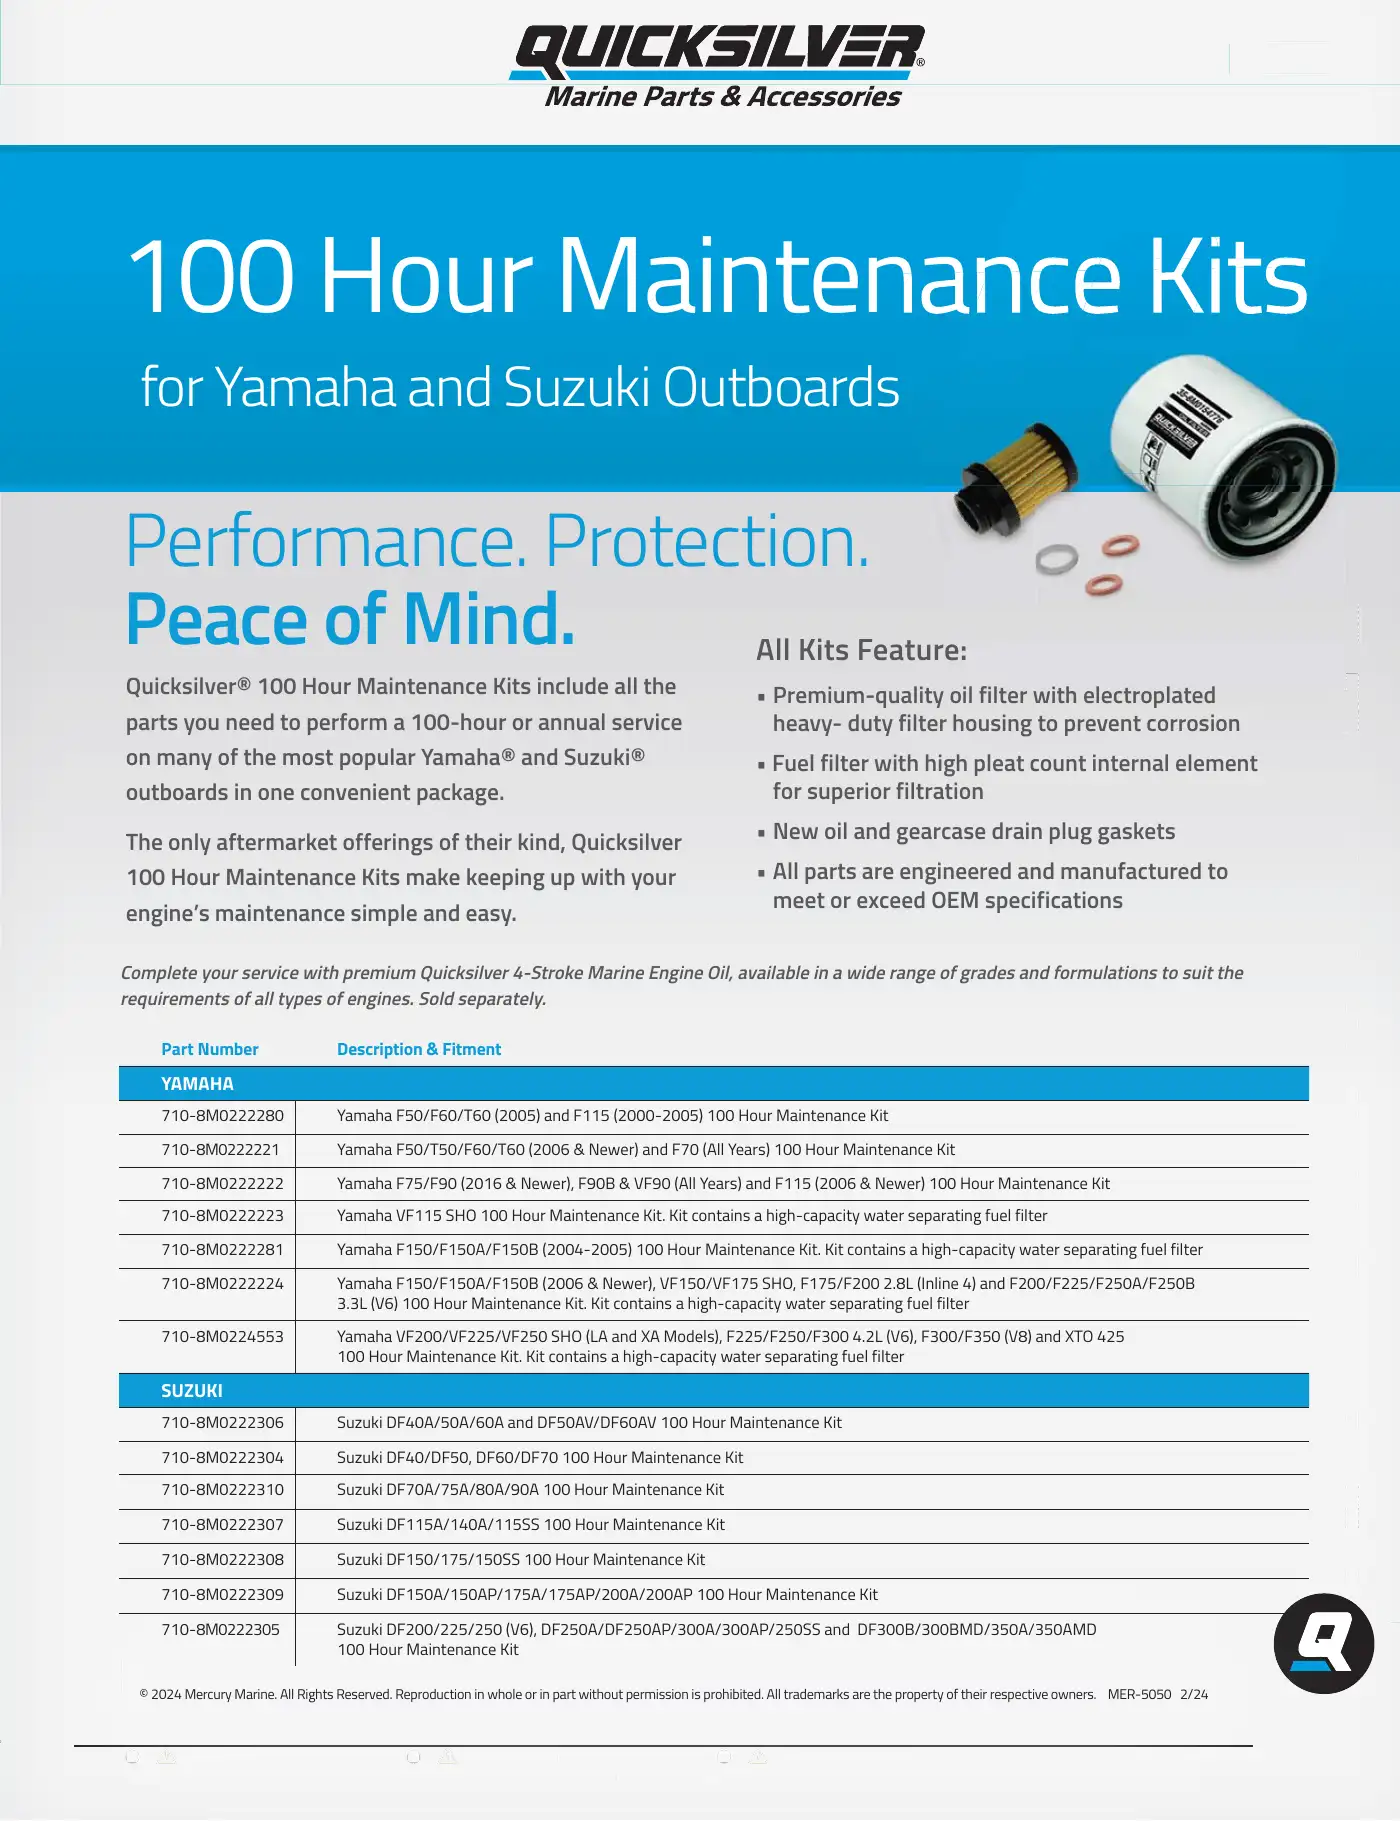 QUICKSILVER®
Marine Parts & Accessories
100 Hour Maintenance Kits
for Yamaha and Suzuki Outboards
35-8M0154776
QUICKSILVER
Performance. Protection.
Peace of Mind.
Quicksilver® 100 Hour Maintenance Kits include all the
parts you need to perform a 100-hour or annual service
on many of the most popular Yamaha® and Suzuki®
outboards in one convenient package.
The only aftermarket offerings of their kind, Quicksilver
100 Hour Maintenance Kits make keeping up with your
engine's maintenance simple and easy.
All Kits Feature:
▪ Premium-quality oil filter with electroplated
heavy- duty filter housing to prevent corrosion
▪ Fuel filter with high pleat count internal element
for superior filtration
▪ New oil and gearcase drain plug gaskets
▪ All parts are engineered and manufactured to
meet or exceed OEM specifications
Complete your service with premium Quicksilver 4-Stroke Marine Engine Oil, available in a wide range of grades and formulations to suit the
requirements of all types of engines. Sold separately.
Part Number Description & Fitment
YAMAHA
710-8M0222280 Yamaha F50/F60/T60 (2005) and F115 (2000-2005) 100 Hour Maintenance Kit
710-8M0222221 Yamaha F50/T50/F60/T60 (2006 & Newer) and F70 (All Years) 100 Hour Maintenance Kit
710-8M0222222 Yamaha F75/F90 (2016 & Newer), F90B & VF90 (All Years) and F115 (2006 & Newer) 100 Hour Maintenance Kit
710-8M0222223 Yamaha VF115 SHO 100 Hour Maintenance Kit. Kit contains a high-capacity water separating fuel filter
710-8M0222281 Yamaha F150/F150A/F150B (2004-2005) 100 Hour Maintenance Kit. Kit contains a high-capacity water separating fuel filter
710-8M0222224 Yamaha F150/F150A/F150B (2006 & Newer), VF150/VF175 SHO, F175/F200 2.8L (Inline 4) and F200/F225/F250A/F250B
3.3L (V6) 100 Hour Maintenance Kit. Kit contains a high-capacity water separating fuel filter
710-8M0224553 Yamaha VF200/VF225/VF250 SHO (LA and XA Models), F225/F250/F300 4.2L (V6), F300/F350 (V8) and XTO 425
100 Hour Maintenance Kit. Kit contains a high-capacity water separating fuel filter
SUZUKI
710-8M0222306 Suzuki DF40A/50A/60A and DF50AV/DF60AV 100 Hour Maintenance Kit
710-8M0222304 Suzuki DF40/DF50, DF60/DF70 100 Hour Maintenance Kit
710-8M0222310 Suzuki DF70A/75A/80A/90A 100 Hour Maintenance Kit
710-8M0222307 Suzuki DF115A/140A/115SS 100 Hour Maintenance Kit
710-8M0222308 Suzuki DF150/175/150SS 100 Hour Maintenance Kit
710-8M0222309 Suzuki DF150A/150AP/175A/175AP/200A/200AP 100 Hour Maintenance Kit
710-8M0222305 Suzuki DF200/225/250 (V6), DF250A/DF250AP/300A/300AP/250SS and DF300B/300BMD/350A/350AMD
100 Hour Maintenance Kit
Q
© 2024 Mercury Marine. All Rights Reserved. Reproduction in whole or in part without permission is prohibited. All trademarks are the property of their respective owners. MER-5050 2/24